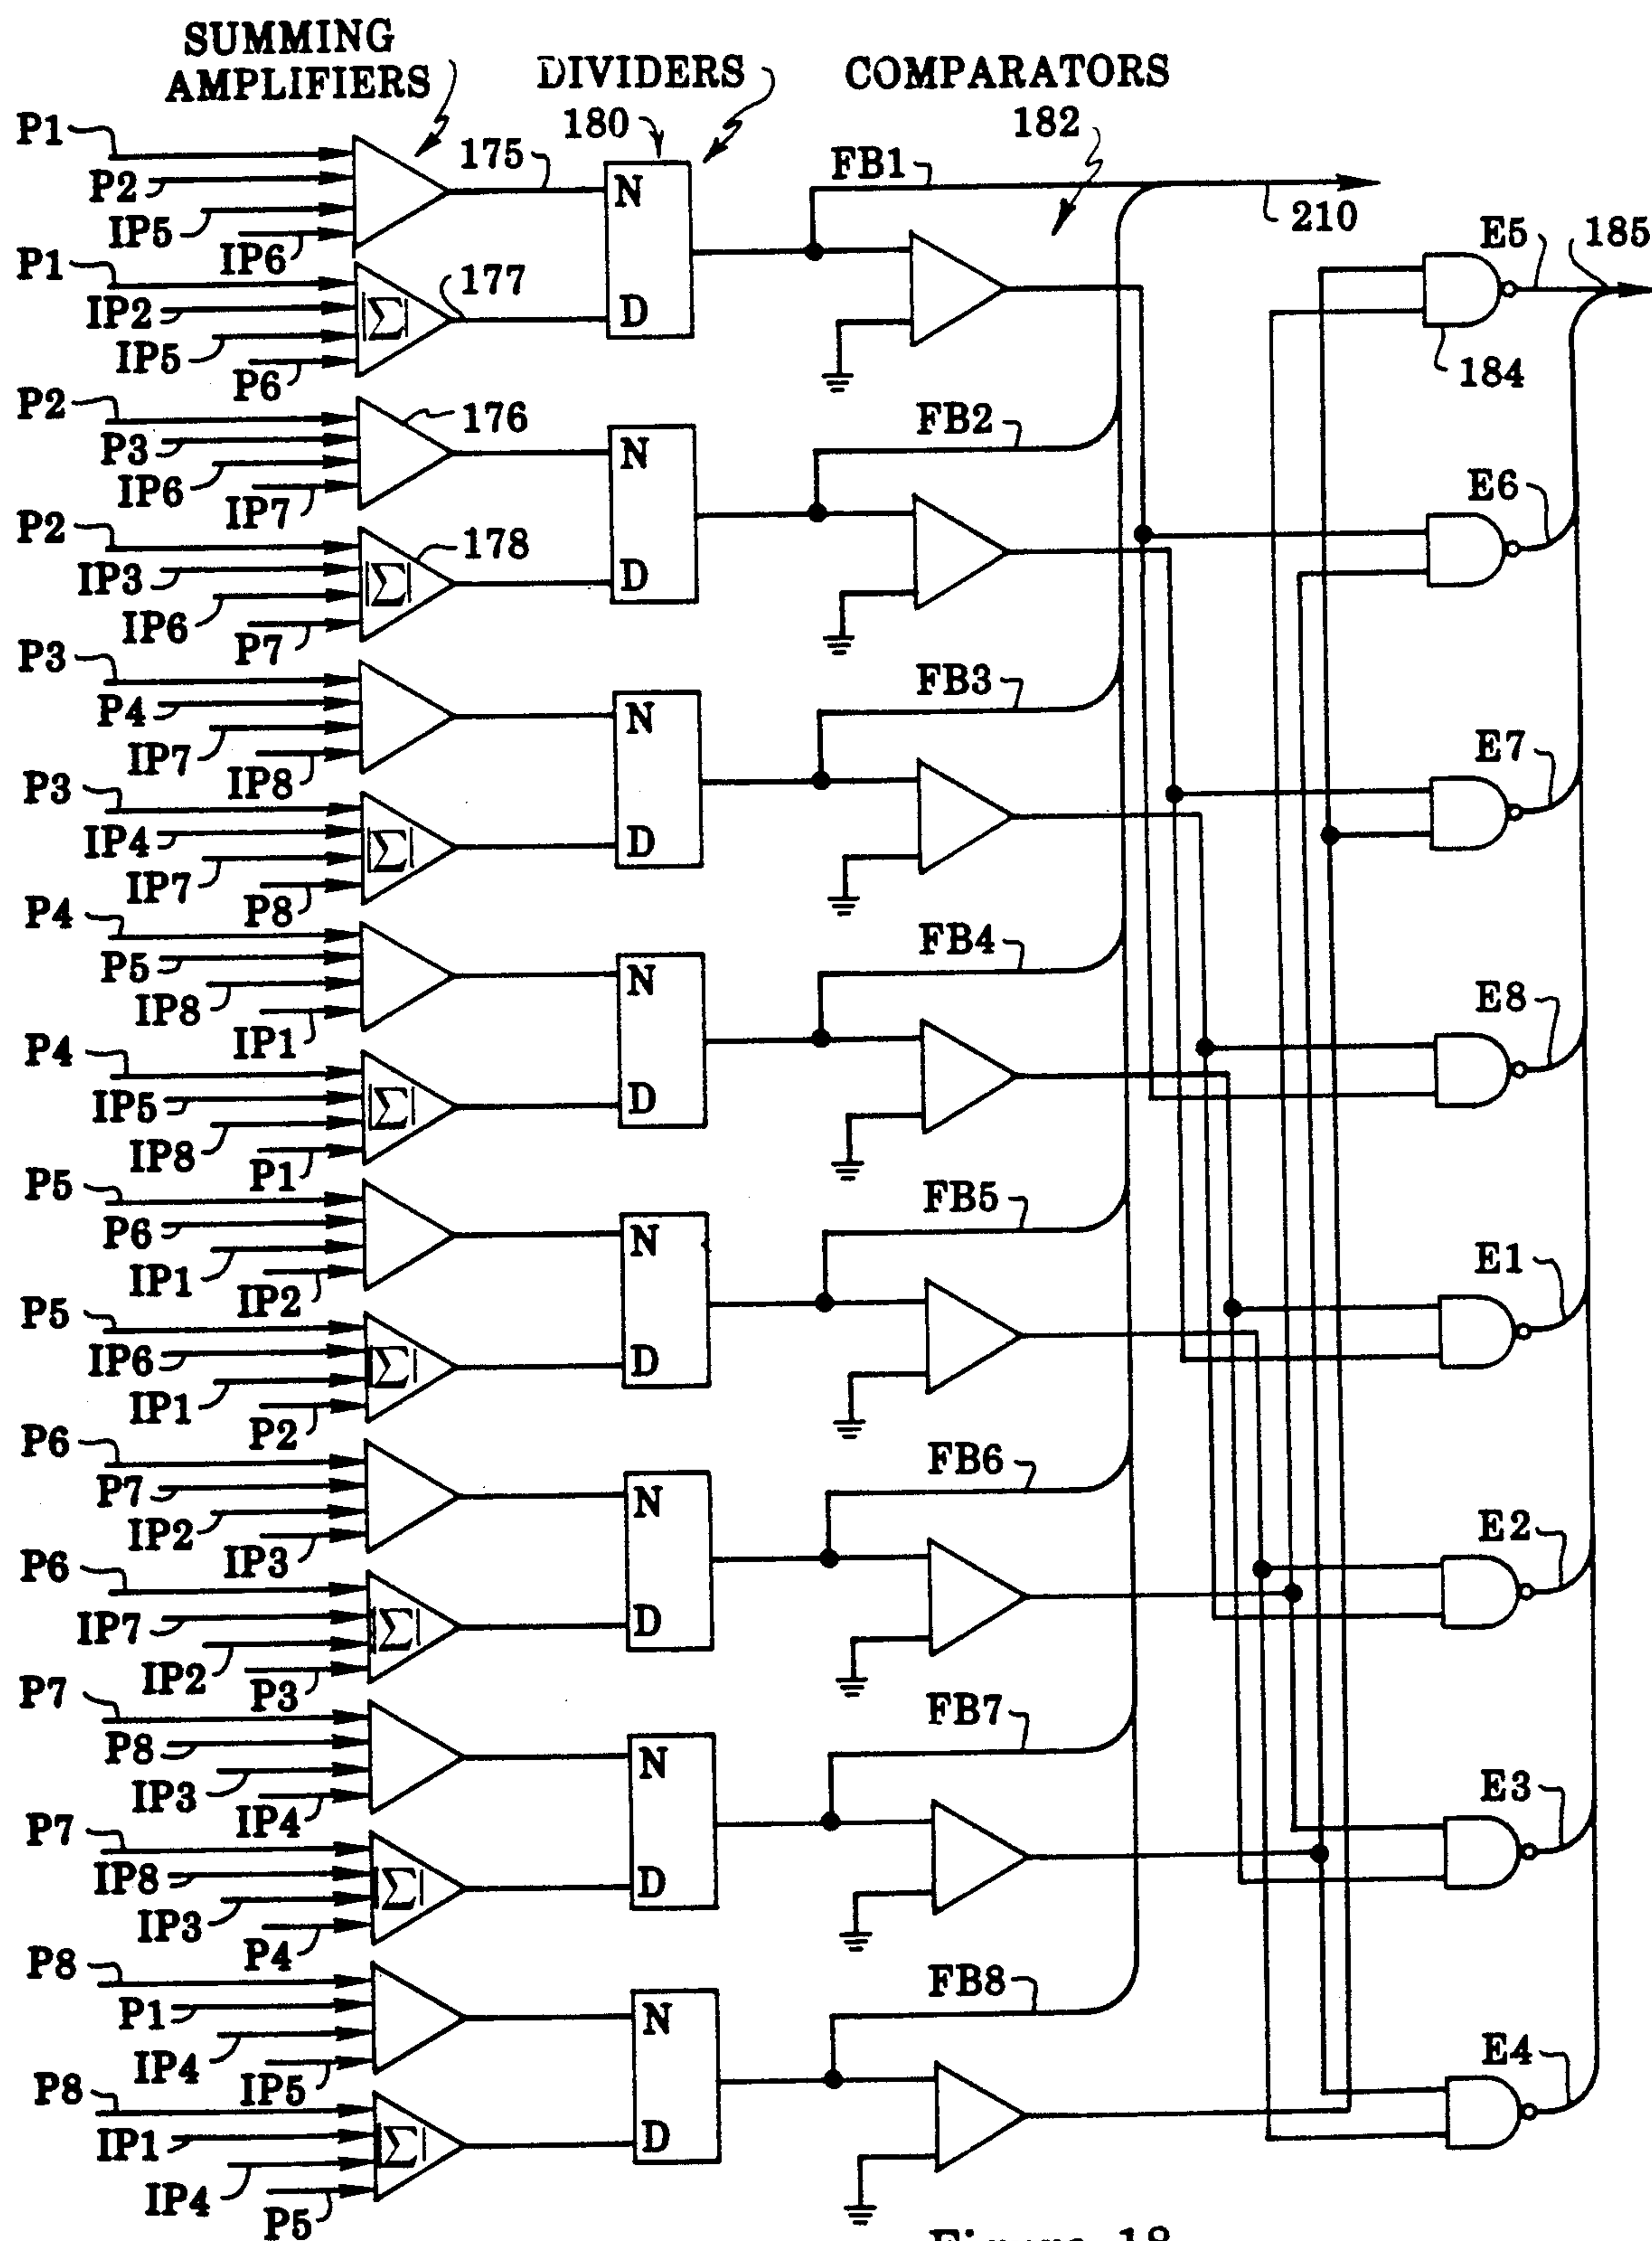 SUMMING
AMPLIFIERS
DIVIDERS
180
COMPARATORS
182
P1
P2
IP5
IP6
175
N
D
FB1
210
P1
IP2
IP5
P6
|Σ|
177
E5
185
184
P2
P3
IP6
IP7
176
N
D
FB2
P2
IP3
IP6
P7
|Σ|
178
E6
P3
P4
IP7
IP8
N
D
FB3
P3
IP4
IP7
P8
|Σ|
E7
P4
P5
IP8
IP1
N
D
FB4
P4
IP5
IP8
P1
|Σ|
E8
P5
P6
IP1
IP2
N
D
FB5
P5
IP6
IP1
P2
|Σ|
E1
P6
P7
IP2
IP3
N
D
FB6
P6
IP7
IP2
P3
|Σ|
E2
P7
P8
IP3
IP4
N
D
FB7
P7
IP8
IP3
P4
|Σ|
E3
P8
P1
IP4
IP5
N
D
FB8
P8
IP1
IP4
P5
|Σ|
E4
Figure 18